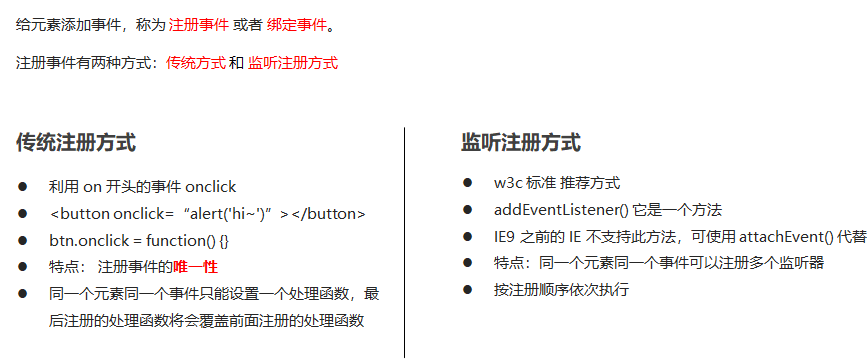 给元素添加事件，称为 注册事件 或者 绑定事件。
注册事件有两种方式：传统方式 和 监听注册方式
传统注册方式
● 利用 on 开头的事件 onclick
● <button onclick= “alert('hi~')” ></button>
● btn.onclick = function() {}
● 特点： 注册事件的唯一性
● 同一个元素同一个事件只能设置一个处理函数，最
后注册的处理函数将会覆盖前面注册的处理函数
监听注册方式
● w3c 标准 推荐方式
● addEventListener() 它是一个方法
● IE9 之前的 IE 不支持此方法，可使用 attachEvent() 代替
● 特点：同一个元素同一个事件可以注册多个监听器
● 按注册顺序依次执行